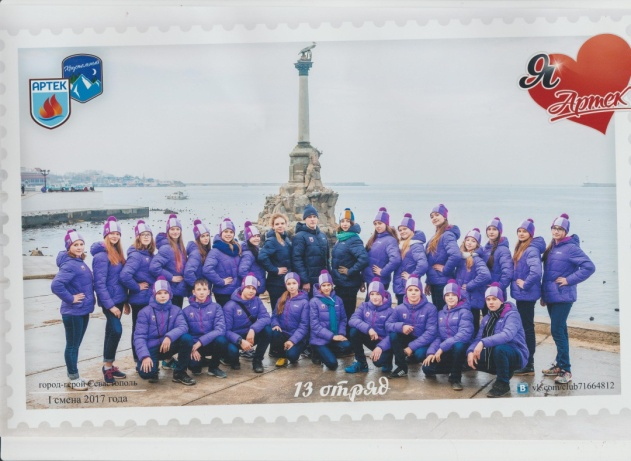 АРТЕК
Я
Артек
13 отряд
город-герой Севастополь
I смена 2017 года
vk.com/club71664812